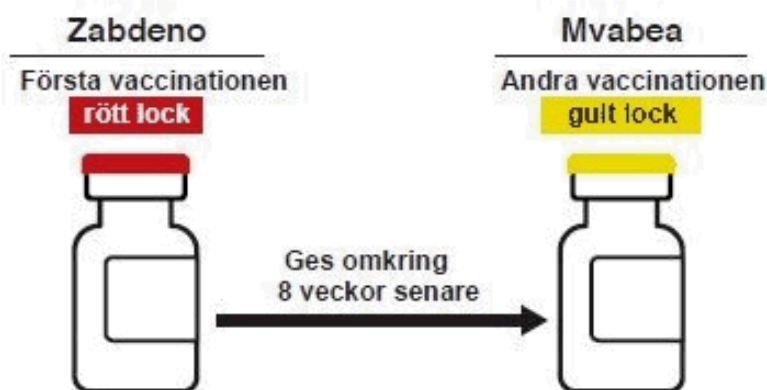 Zabdeno
Första vaccinationen
rött lock
Mvabea
Andra vaccinationen
gult lock
Ges omkring
8 veckor senare